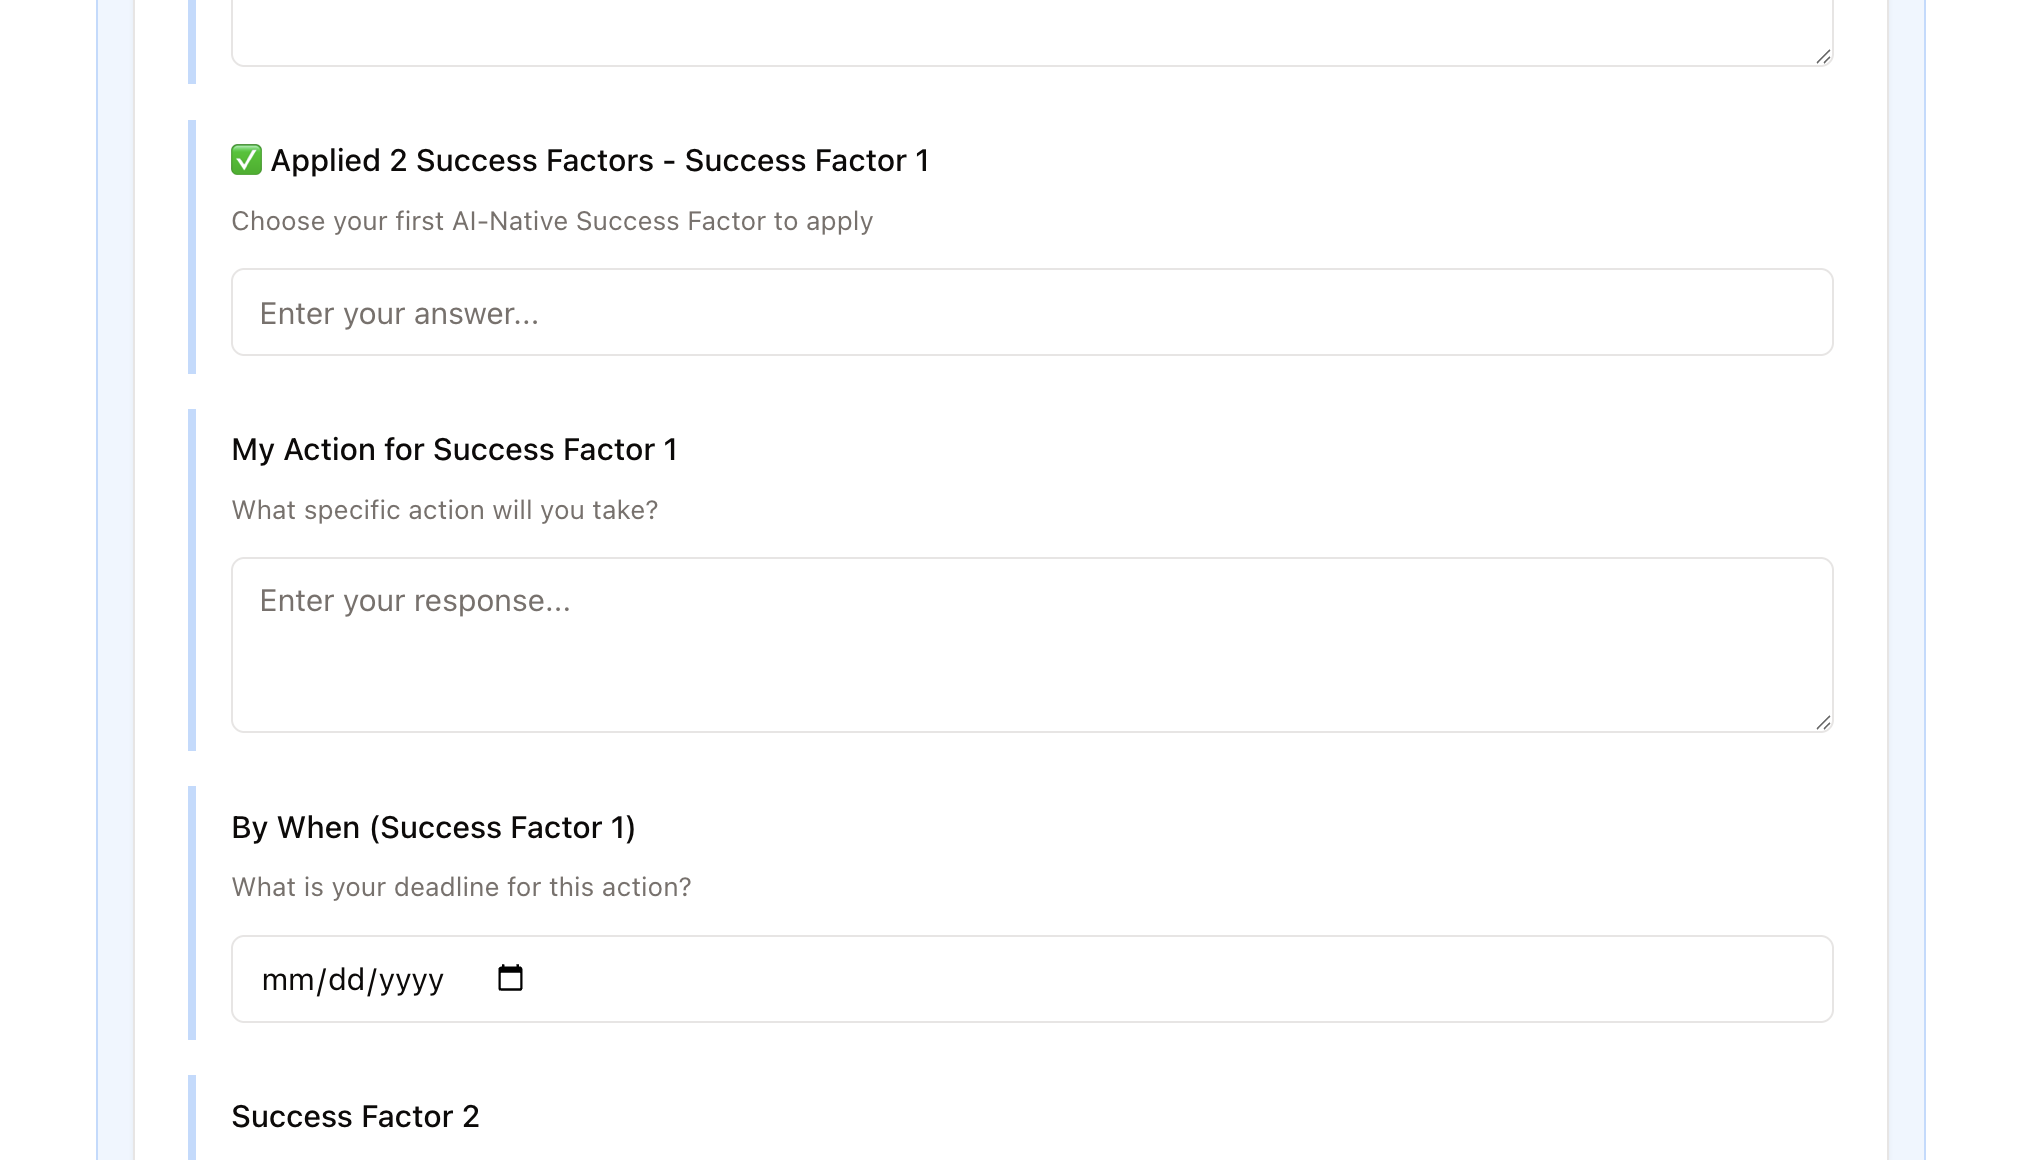 ✅ Applied 2 Success Factors - Success Factor 1
Choose your first AI-Native Success Factor to apply
Enter your answer...
My Action for Success Factor 1
What specific action will you take?
Enter your response...
By When (Success Factor 1)
What is your deadline for this action?
mm/dd/yyyy
Success Factor 2